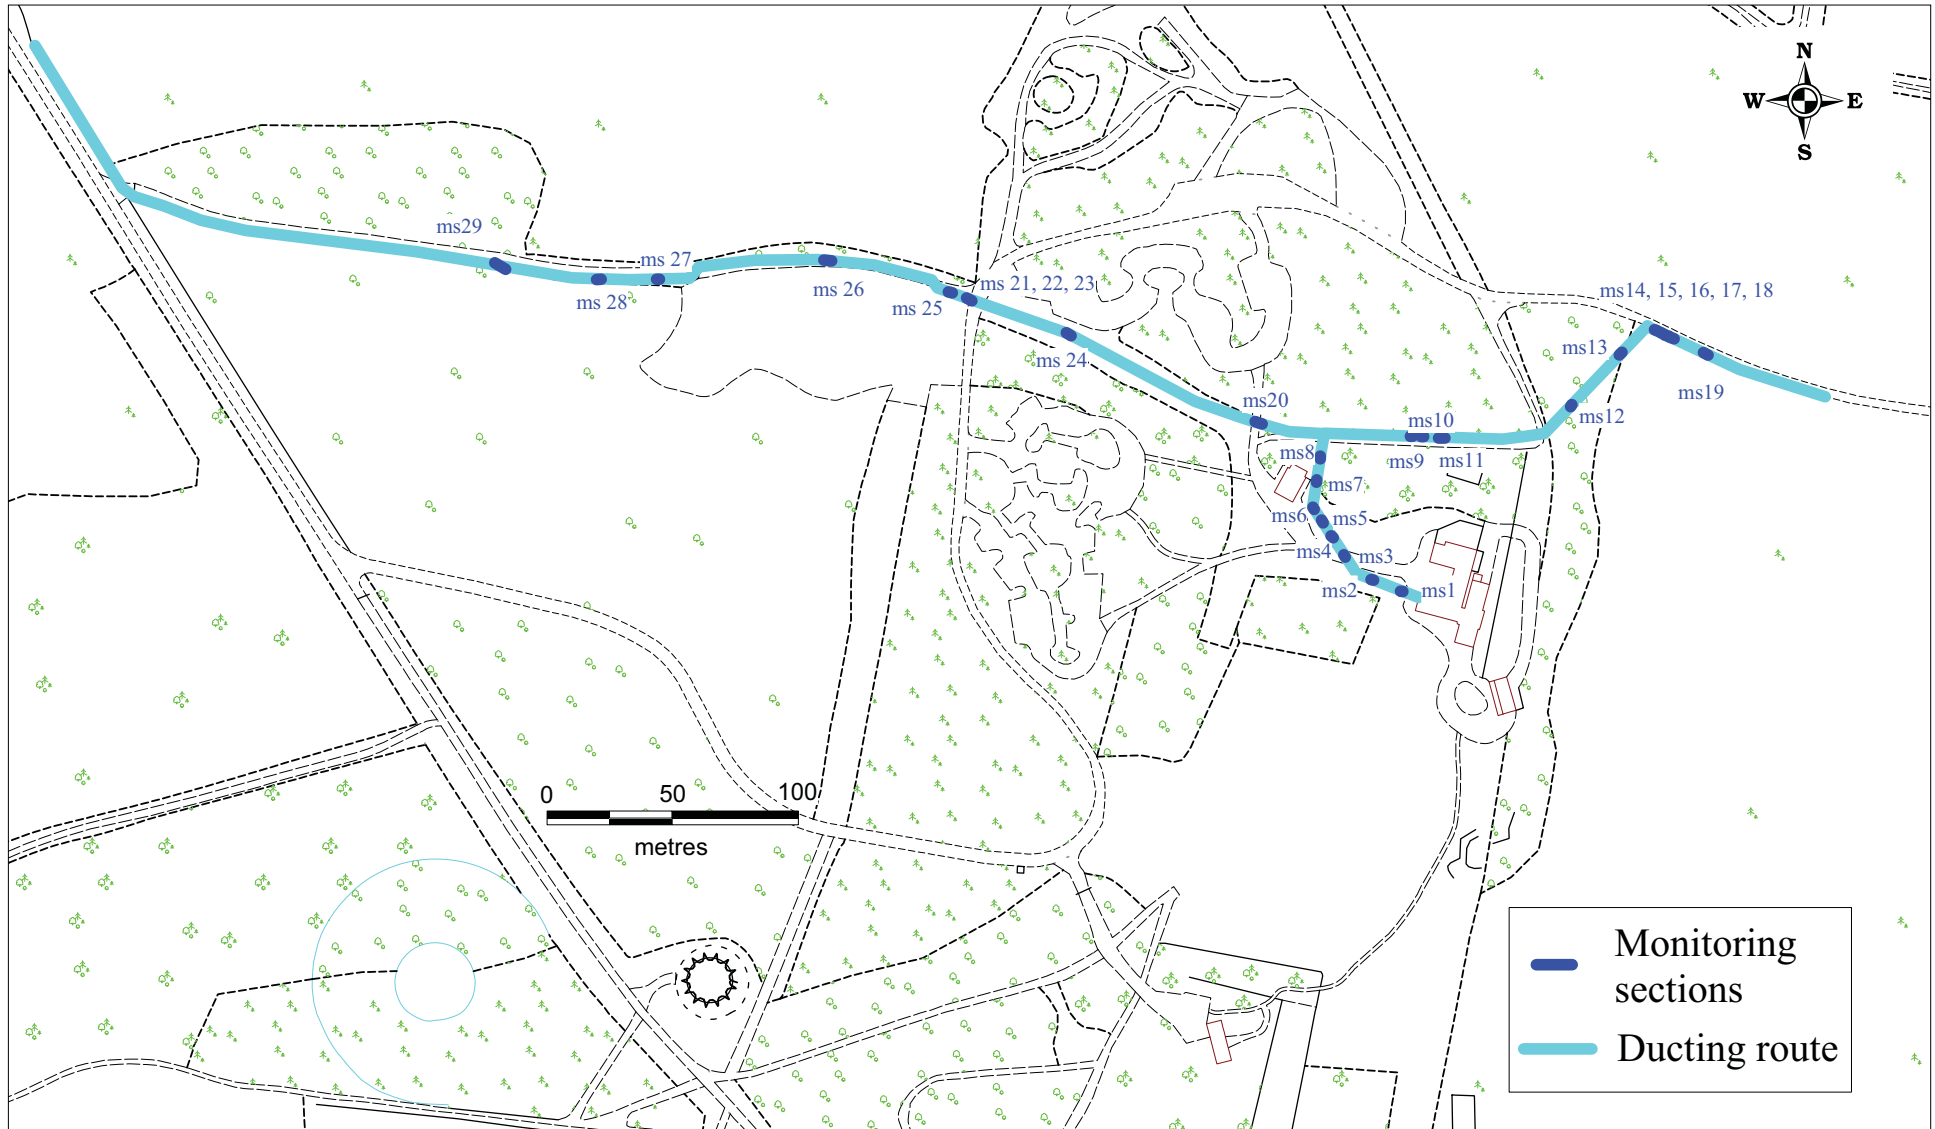 N
W E
S
ms29
ms 27
ms 28
ms 26
ms 25
ms 21, 22, 23
ms 24
ms14, 15, 16, 17, 18
ms13
ms19
ms12
ms20
ms10
ms8
ms9
ms11
ms7
ms6
ms5
ms4
ms3
ms2
ms1
0 50 100
metres
Monitoring
sections
Ducting route